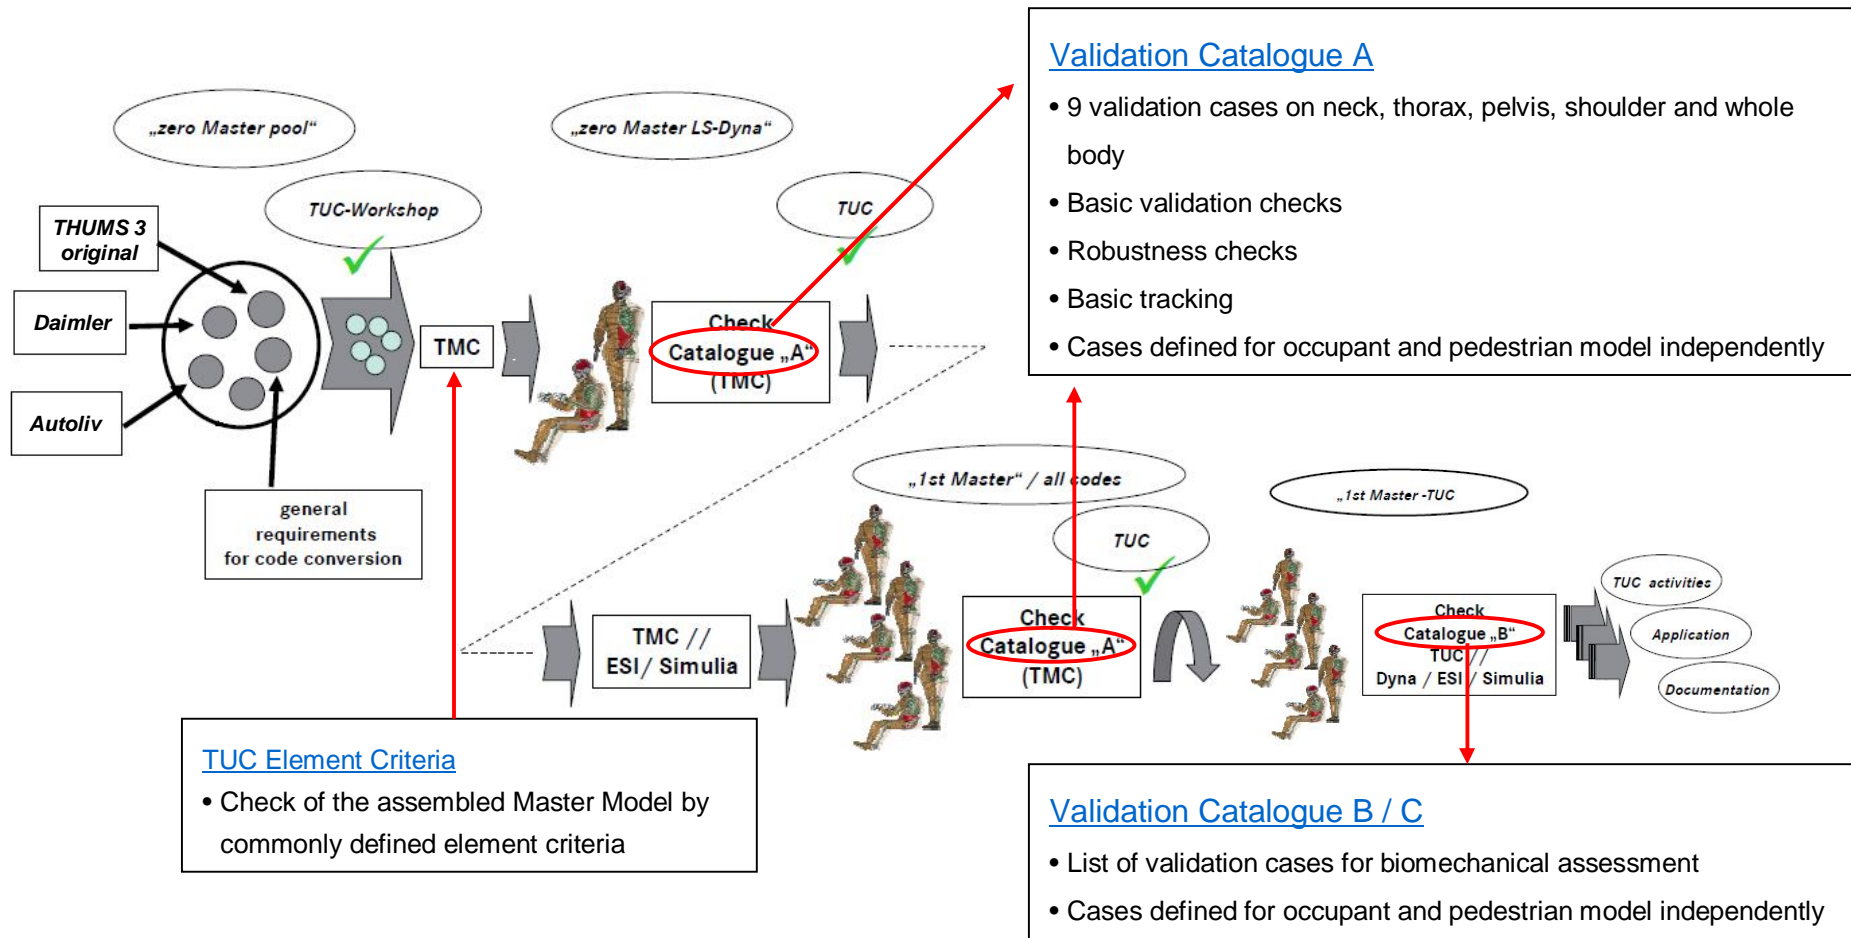 Validation Catalogue A
• 9 validation cases on neck, thorax, pelvis, shoulder and whole
body
• Basic validation checks
• Robustness checks
• Basic tracking
• Cases defined for occupant and pedestrian model independently
„zero Master pool“
„zero Master LS-Dyna“
TUC-Workshop
TUC
THUMS 3
original
Daimler
Autoliv
TMC
Check
Catalogue „A“
(TMC)
general
requirements
for code conversion
„1st Master“ / all codes
TUC
„1st Master -TUC
TMC //
ESI/ Simulia
Check
Catalogue „A“
(TMC)
Check
Catalogue „B“
TUC //
Dyna / ESI / Simulia
TUC activities
Application
Documentation
TUC Element Criteria
• Check of the assembled Master Model by
commonly defined element criteria
Validation Catalogue B / C
• List of validation cases for biomechanical assessment
• Cases defined for occupant and pedestrian model independently